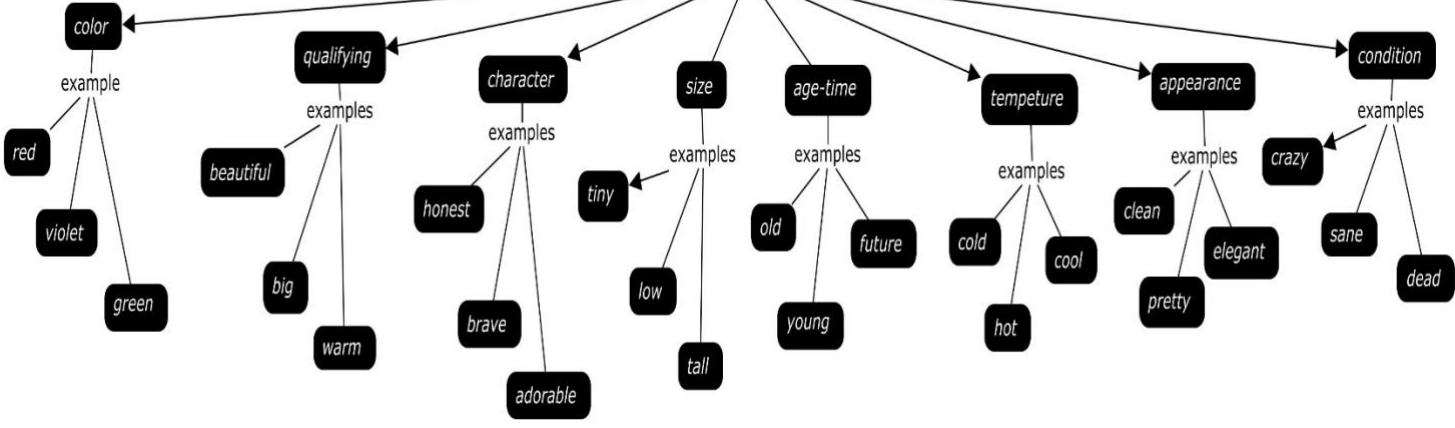 color
example
red
violet
green
qualifying
examples
beautiful
big
warm
character
examples
honest
brave
adorable
size
examples
tiny
low
tall
age-time
examples
old
young
future
tempeture
examples
cold
hot
cool
appearance
examples
clean
pretty
elegant
condition
examples
crazy
sane
dead